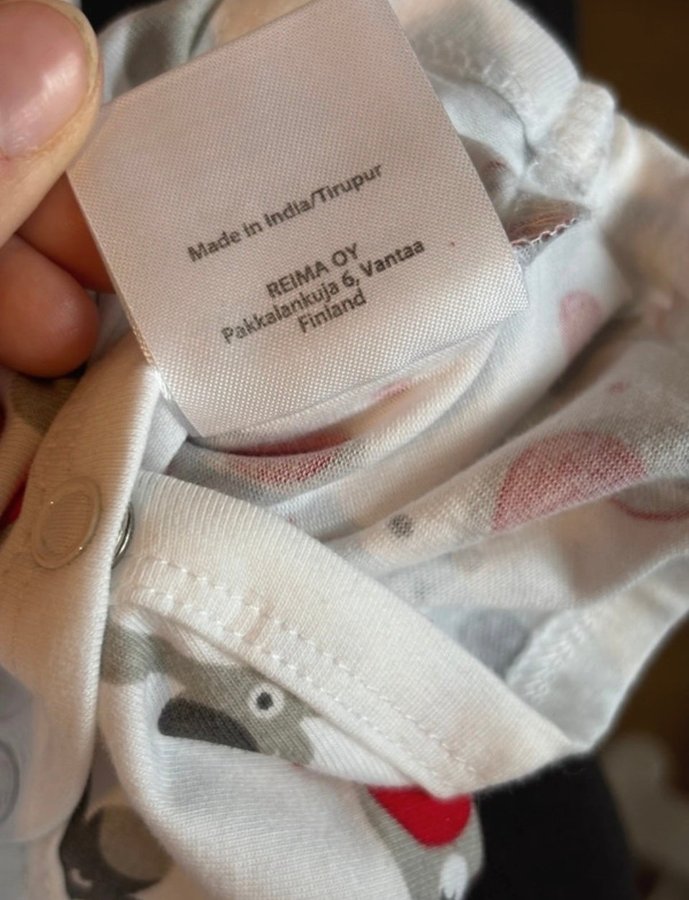 Made in India/Tirupur
REIMA OY
Pakkalankuja 6, Vantaa
Finland